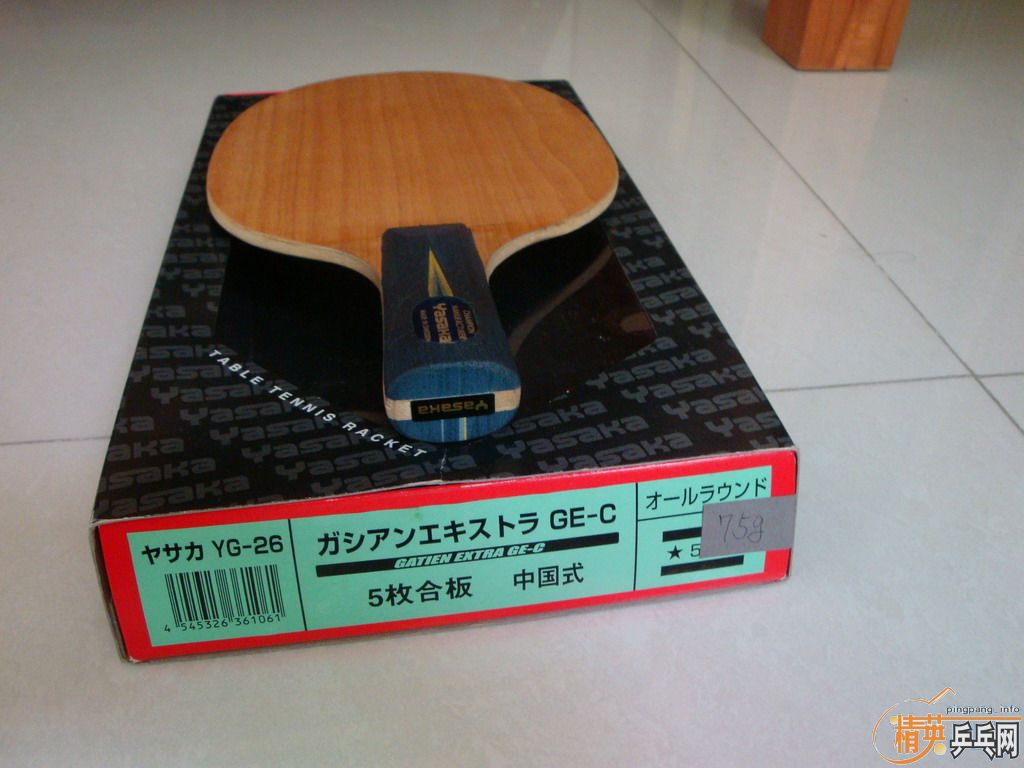 CHAMPION
Yasaka
Yasaka
TABLE TENNIS RACKET
ヤサカ YG-26
4 545326 361061
ガシアンエキストラ GE-C
GATIEN EXTRA GE-C
5枚合板 中国式
オールラウンド
75g
★ 5
pingpang_info
精英乒乓网